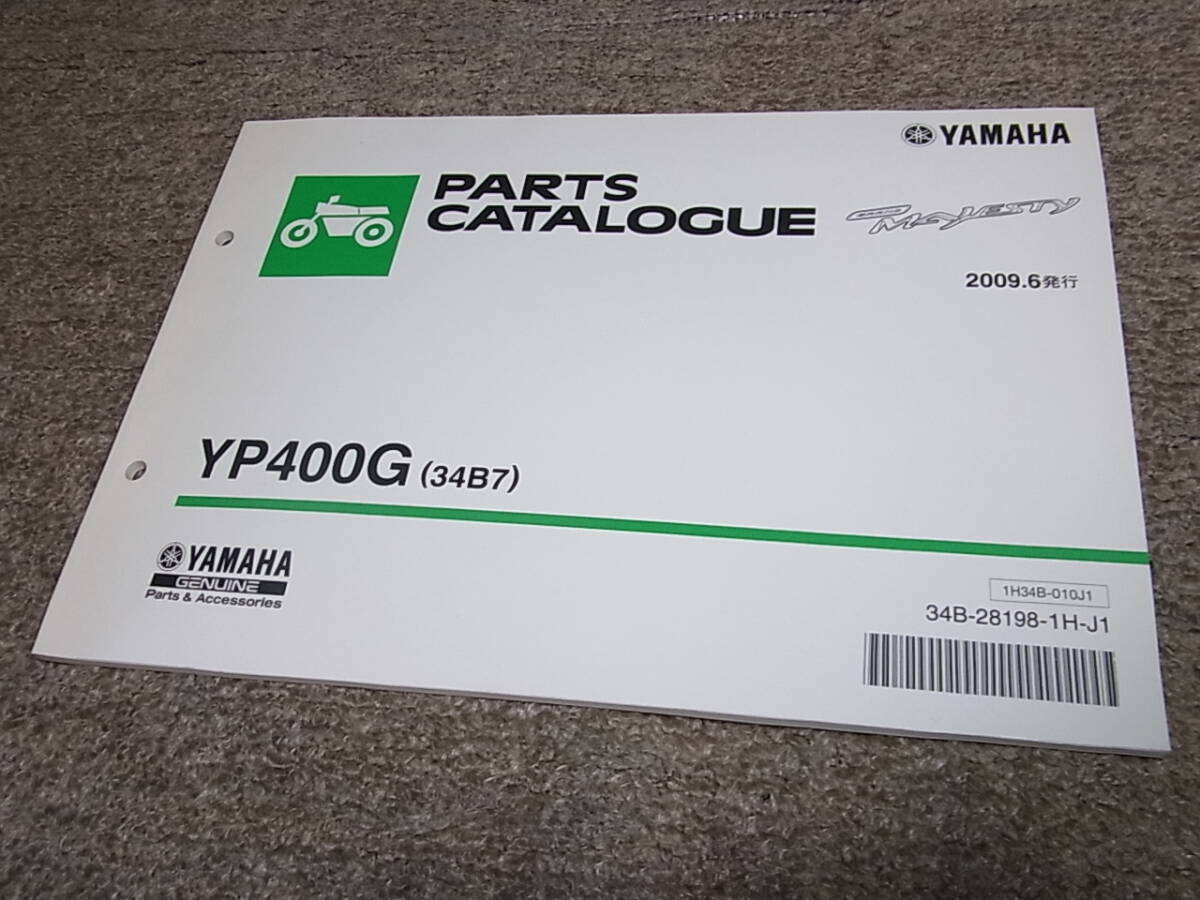 YAMAHA
PARTS
CATALOGUE
MAJESTY
2009.6発行
YP400G (34B7)
YAMAHA
GENUINE
Parts & Accessories
1H34B-010J1
34B-28198-1H-J1